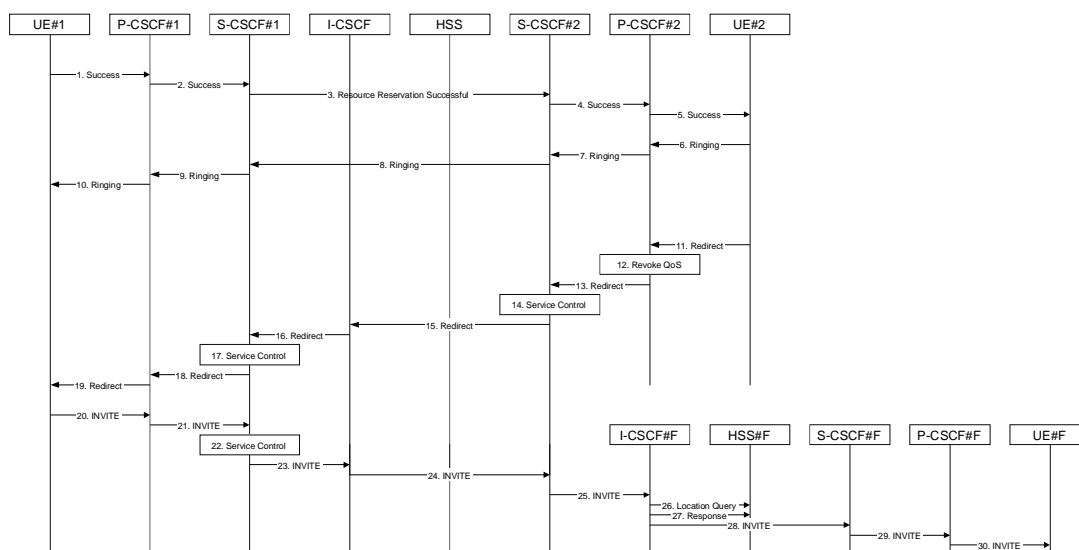 UE#1
P-CSCF#1
S-CSCF#1
I-CSCF
HSS
S-CSCF#2
P-CSCF#2
UE#2
1. Success
2. Success
3. Resource Reservation Successful
4. Success
5. Success
6. Ringing
7. Ringing
8. Ringing
9. Ringing
10. Ringing
11. Redirect
12. Revoke QoS
13. Redirect
14. Service Control
15. Redirect
16. Redirect
17. Service Control
18. Redirect
19. Redirect
20. INVITE
21. INVITE
I-CSCF#F
HSS#F
S-CSCF#F
P-CSCF#F
UE#F
22. Service Control
23. INVITE
24. INVITE
25. INVITE
26. Location Query
27. Response
28. INVITE
29. INVITE
30. INVITE